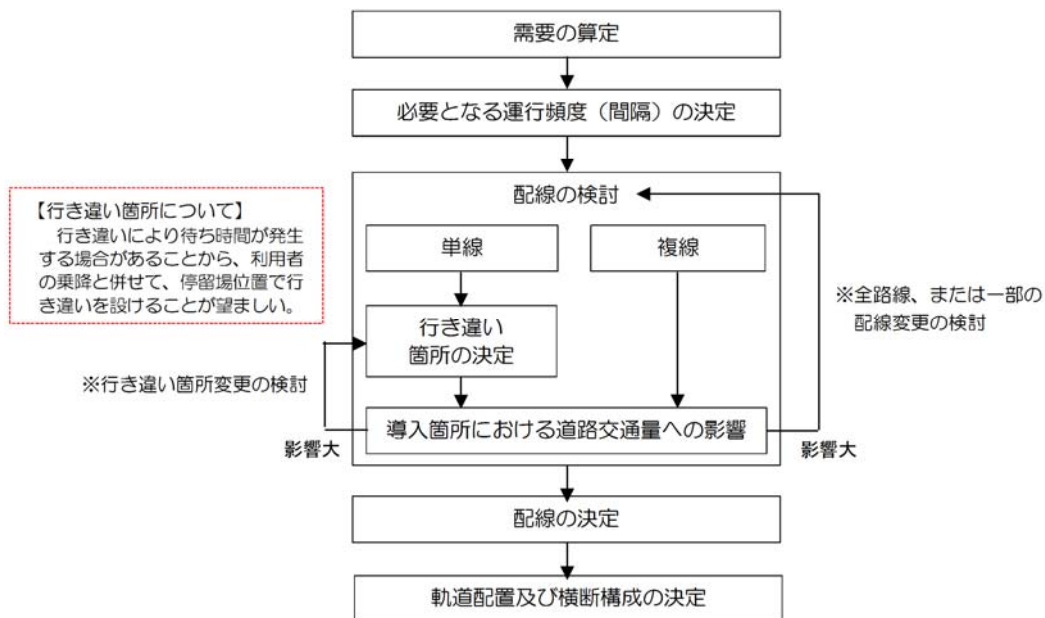 需要の算定
必要となる運行頻度（間隔）の決定
配線の検討
【行き違い箇所について】
行き違いにより待ち時間が発生
する場合があることから、利用者
の乗降と併せて、停留場位置で行
き違いを設けることが望ましい。
単線
複線
※全路線、または一部の
配線変更の検討
行き違い
箇所の決定
※行き違い箇所変更の検討
導入箇所における道路交通量への影響
影響大
影響大
配線の決定
軌道配置及び横断構成の決定